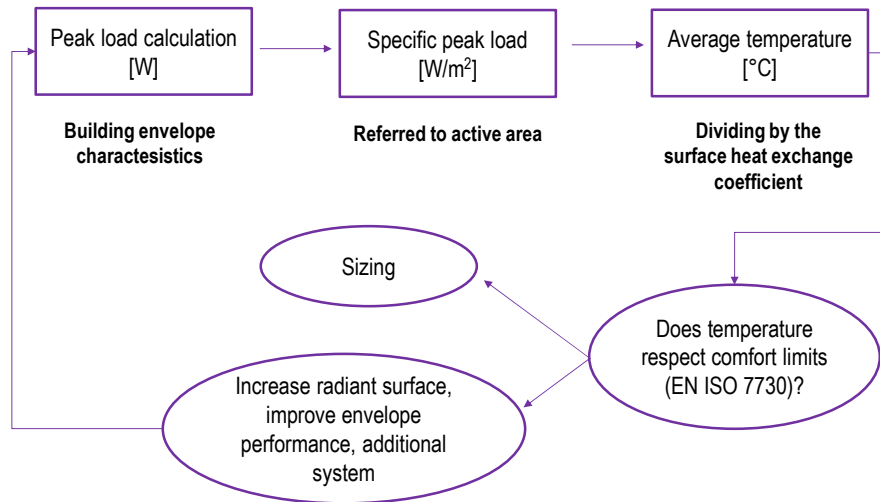 Peak load calculation
[W]
Specific peak load
[W/m²]
Average temperature
[°C]
Building envelope
charactesistics
Referred to active area
Dividing by the
surface heat exchange
coefficient
Sizing
Does temperature
respect comfort limits
(EN ISO 7730)?
Increase radiant surface,
improve envelope
performance, additional
system